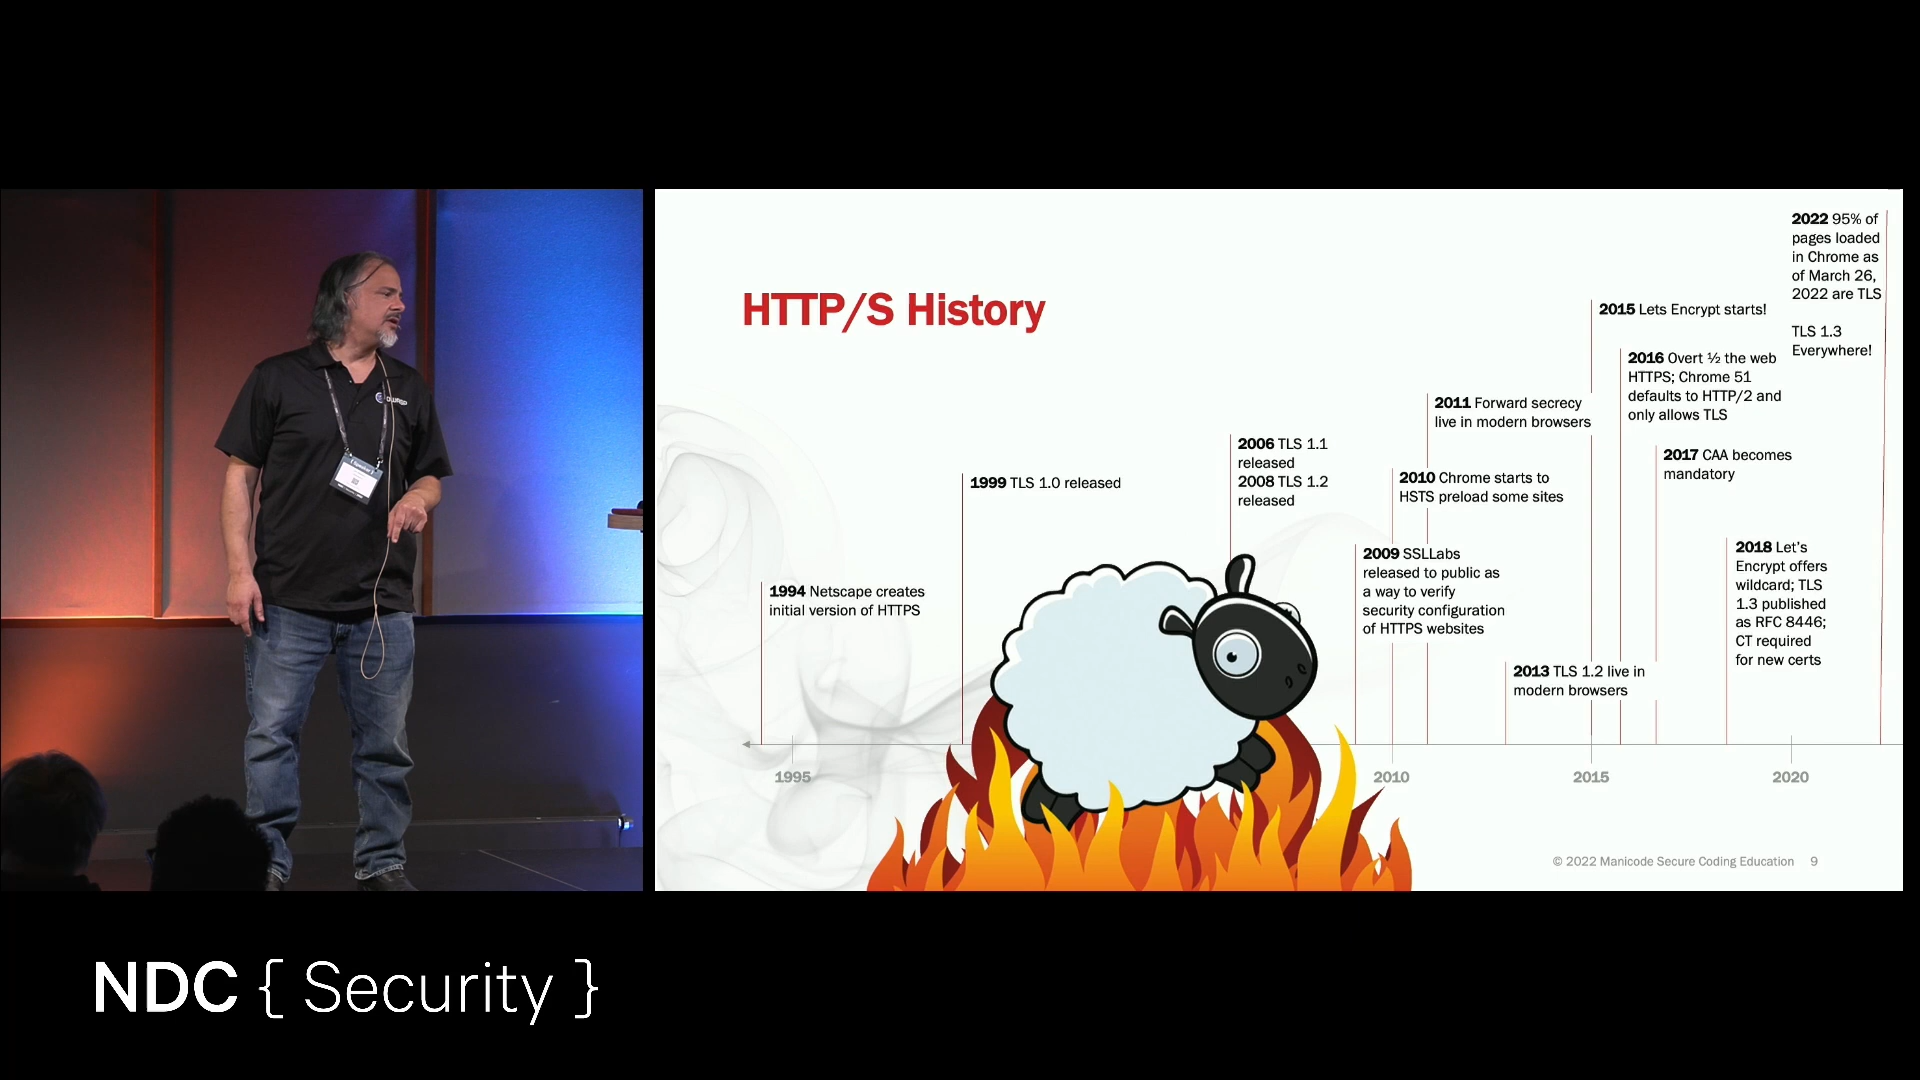 HTTP/S History
1994 Netscape creates
initial version of HTTPS
1999 TLS 1.0 released
2006 TLS 1.1
released
2008 TLS 1.2
released
2009 SSLLabs
released to public as
a way to verify
security configuration
of HTTPS websites
2010 Chrome starts to
HSTS preload some sites
2011 Forward secrecy
live in modern browsers
2013 TLS 1.2 live in
modern browsers
2015 Lets Encrypt starts!
2016 Overt ½ the web
HTTPS; Chrome 51
defaults to HTTP/2 and
only allows TLS
2017 CAA becomes
mandatory
2018 Let's
Encrypt offers
wildcard; TLS
1.3 published
as RFC 8446;
CT required
for new certs
2022 95% of
pages loaded
in Chrome as
of March 26,
2022 are TLS
TLS 1.3
Everywhere!
1995
2010
2015
2020
© 2022 Manicode Secure Coding Education 9
NDC { Security }